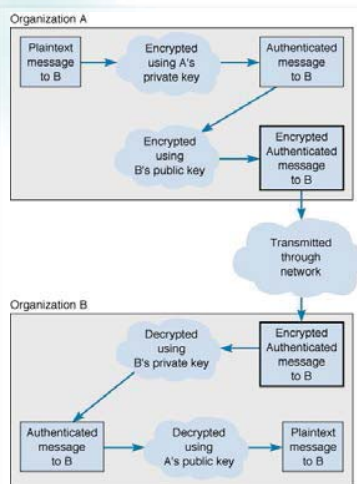 Organization A
Plaintext
message
to B
Encrypted
using A's
private key
Authenticated
message
to B
Encrypted
using
B's public
key
Encrypted
Authenticated
message
to B
Transmitted
through
network
Organization B
Decrypted
using
B's private
key
Encrypted
Authenticated
message
to B
Authenticated
message
to B
Decrypted
using
A's public
key
Plaintext
message
to B